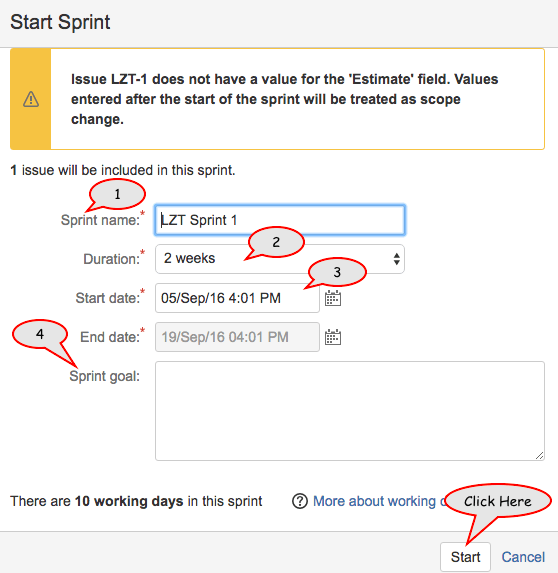 Start Sprint
Issue LZT-1 does not have a value for the 'Estimate' field. Values
entered after the start of the sprint will be treated as scope
change.
1 issue will be included in this sprint.
1
Sprint name:* LZT Sprint 1
2
Duration:* 2 weeks
3
Start date:* 05/Sep/16 4:01 PM
4
End date:* 19/Sep/16 04:01 PM
Sprint goal:
There are 10 working days in this sprint ? More about working
Click Here
Start Cancel